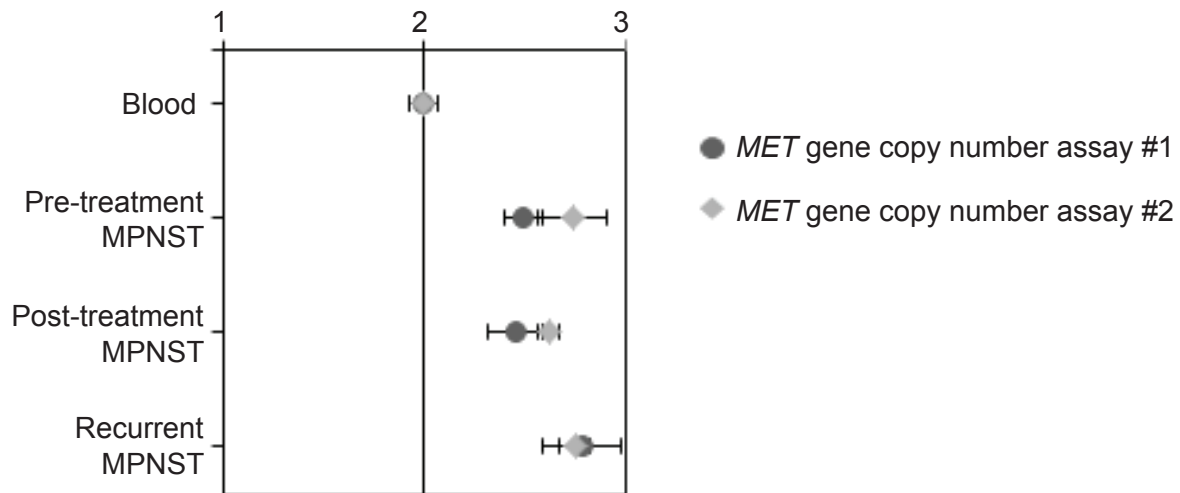 1 2 3
Blood
Pre-treatment
MPNST
Post-treatment
MPNST
Recurrent
MPNST
MET gene copy number assay #1
MET gene copy number assay #2